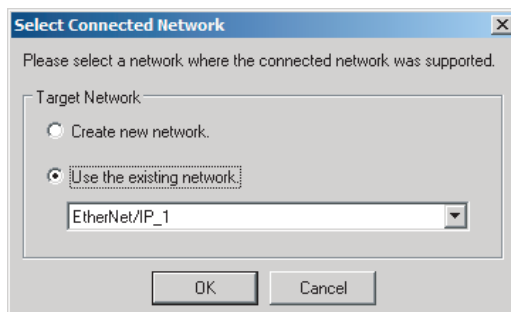 Select Connected Network
Please select a network where the connected network was supported.
Target Network
Create new network.
Use the existing network.
EtherNet/IP_1
OK Cancel